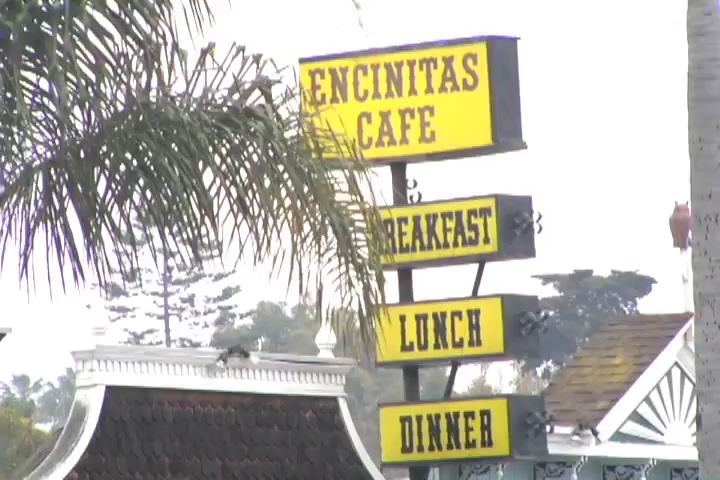 ENCINITAS
CAFE
BREAKFAST
LUNCH
DINNER